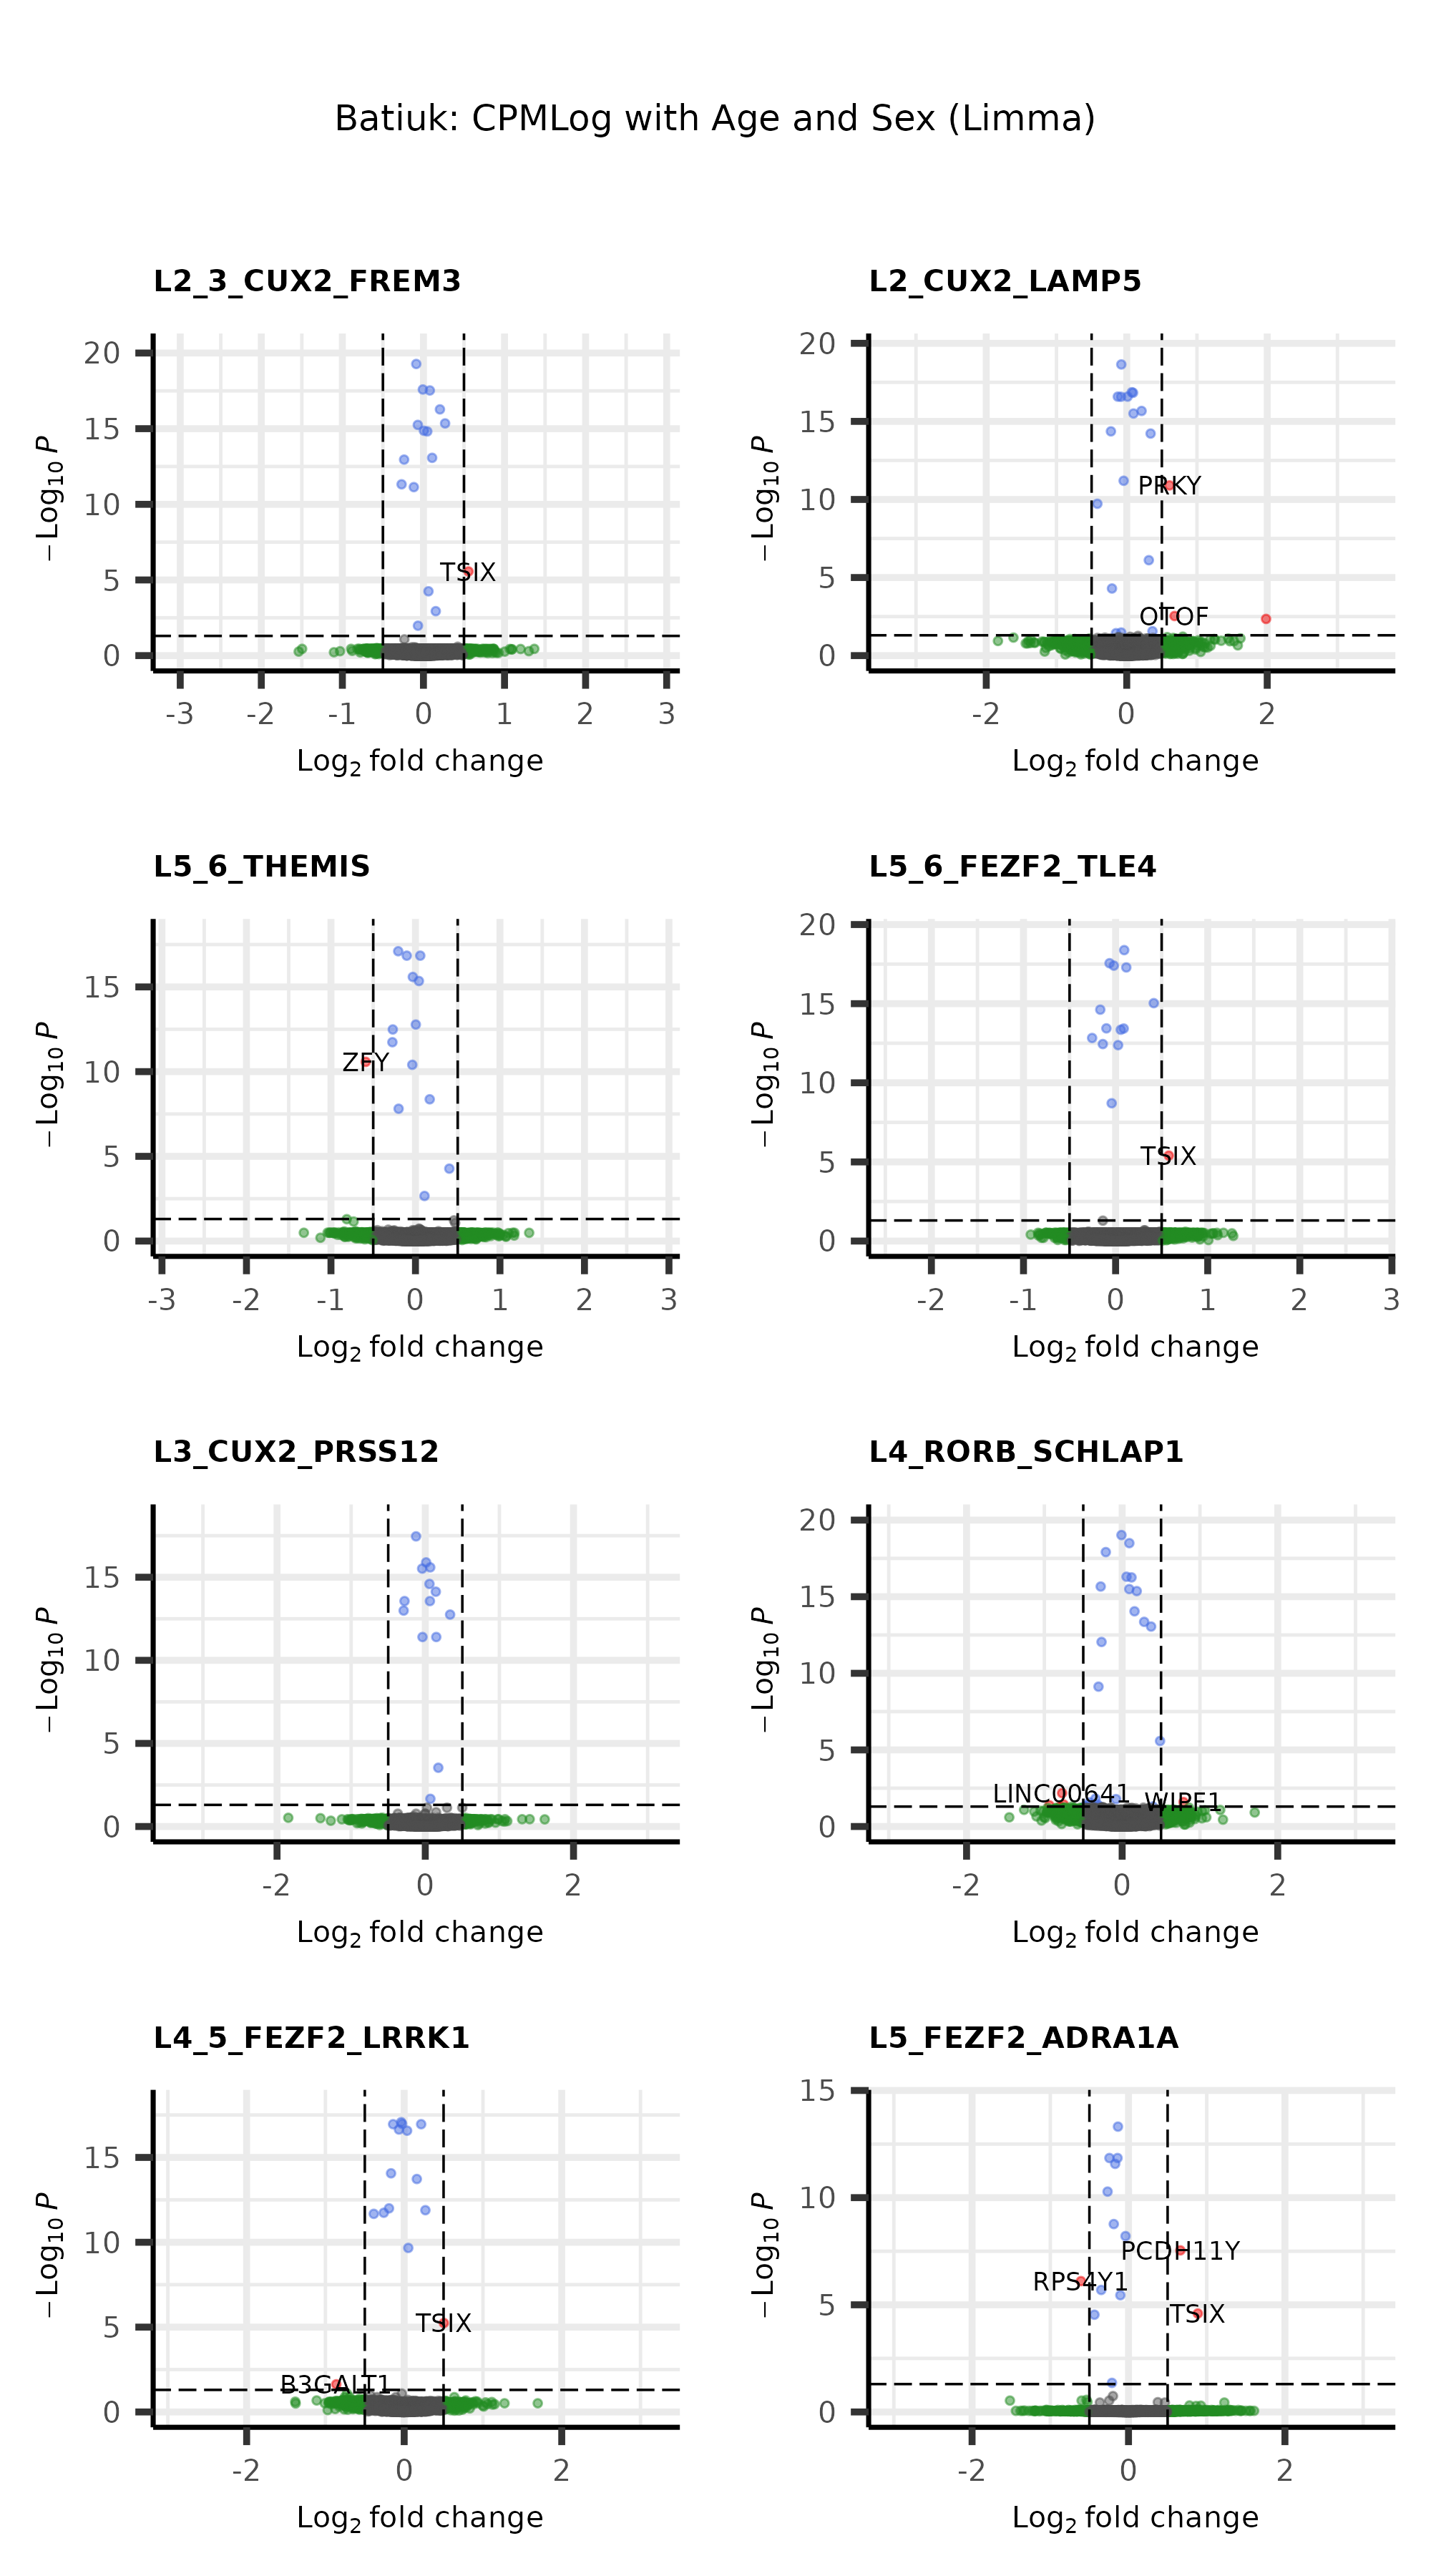 Batiuk: CPMLog with Age and Sex (Limma)
L2_3_CUX2_FREM3
20
15
10
5
0
−Log10 P
TSIX
-3 -2 -1 0 1 2 3
Log2 fold change
L2_CUX2_LAMP5
20
15
10
5
0
−Log10 P
PRKY
OTOF
-2 0 2
Log2 fold change
L5_6_THEMIS
15
10
5
0
−Log10 P
ZFY
-3 -2 -1 0 1 2 3
Log2 fold change
L5_6_FEZF2_TLE4
20
15
10
5
0
−Log10 P
TSIX
-2 -1 0 1 2 3
Log2 fold change
L3_CUX2_PRSS12
15
10
5
0
−Log10 P
-2 0 2
Log2 fold change
L4_RORB_SCHLAP1
20
15
10
5
0
−Log10 P
LINC00641
WIPF1
-2 0 2
Log2 fold change
L4_5_FEZF2_LRRK1
15
10
5
0
−Log10 P
TSIX
B3GALT1
-2 0 2
Log2 fold change
L5_FEZF2_ADRA1A
15
10
5
0
−Log10 P
PCDH11Y
RPS4Y1
TSIX
-2 0 2
Log2 fold change